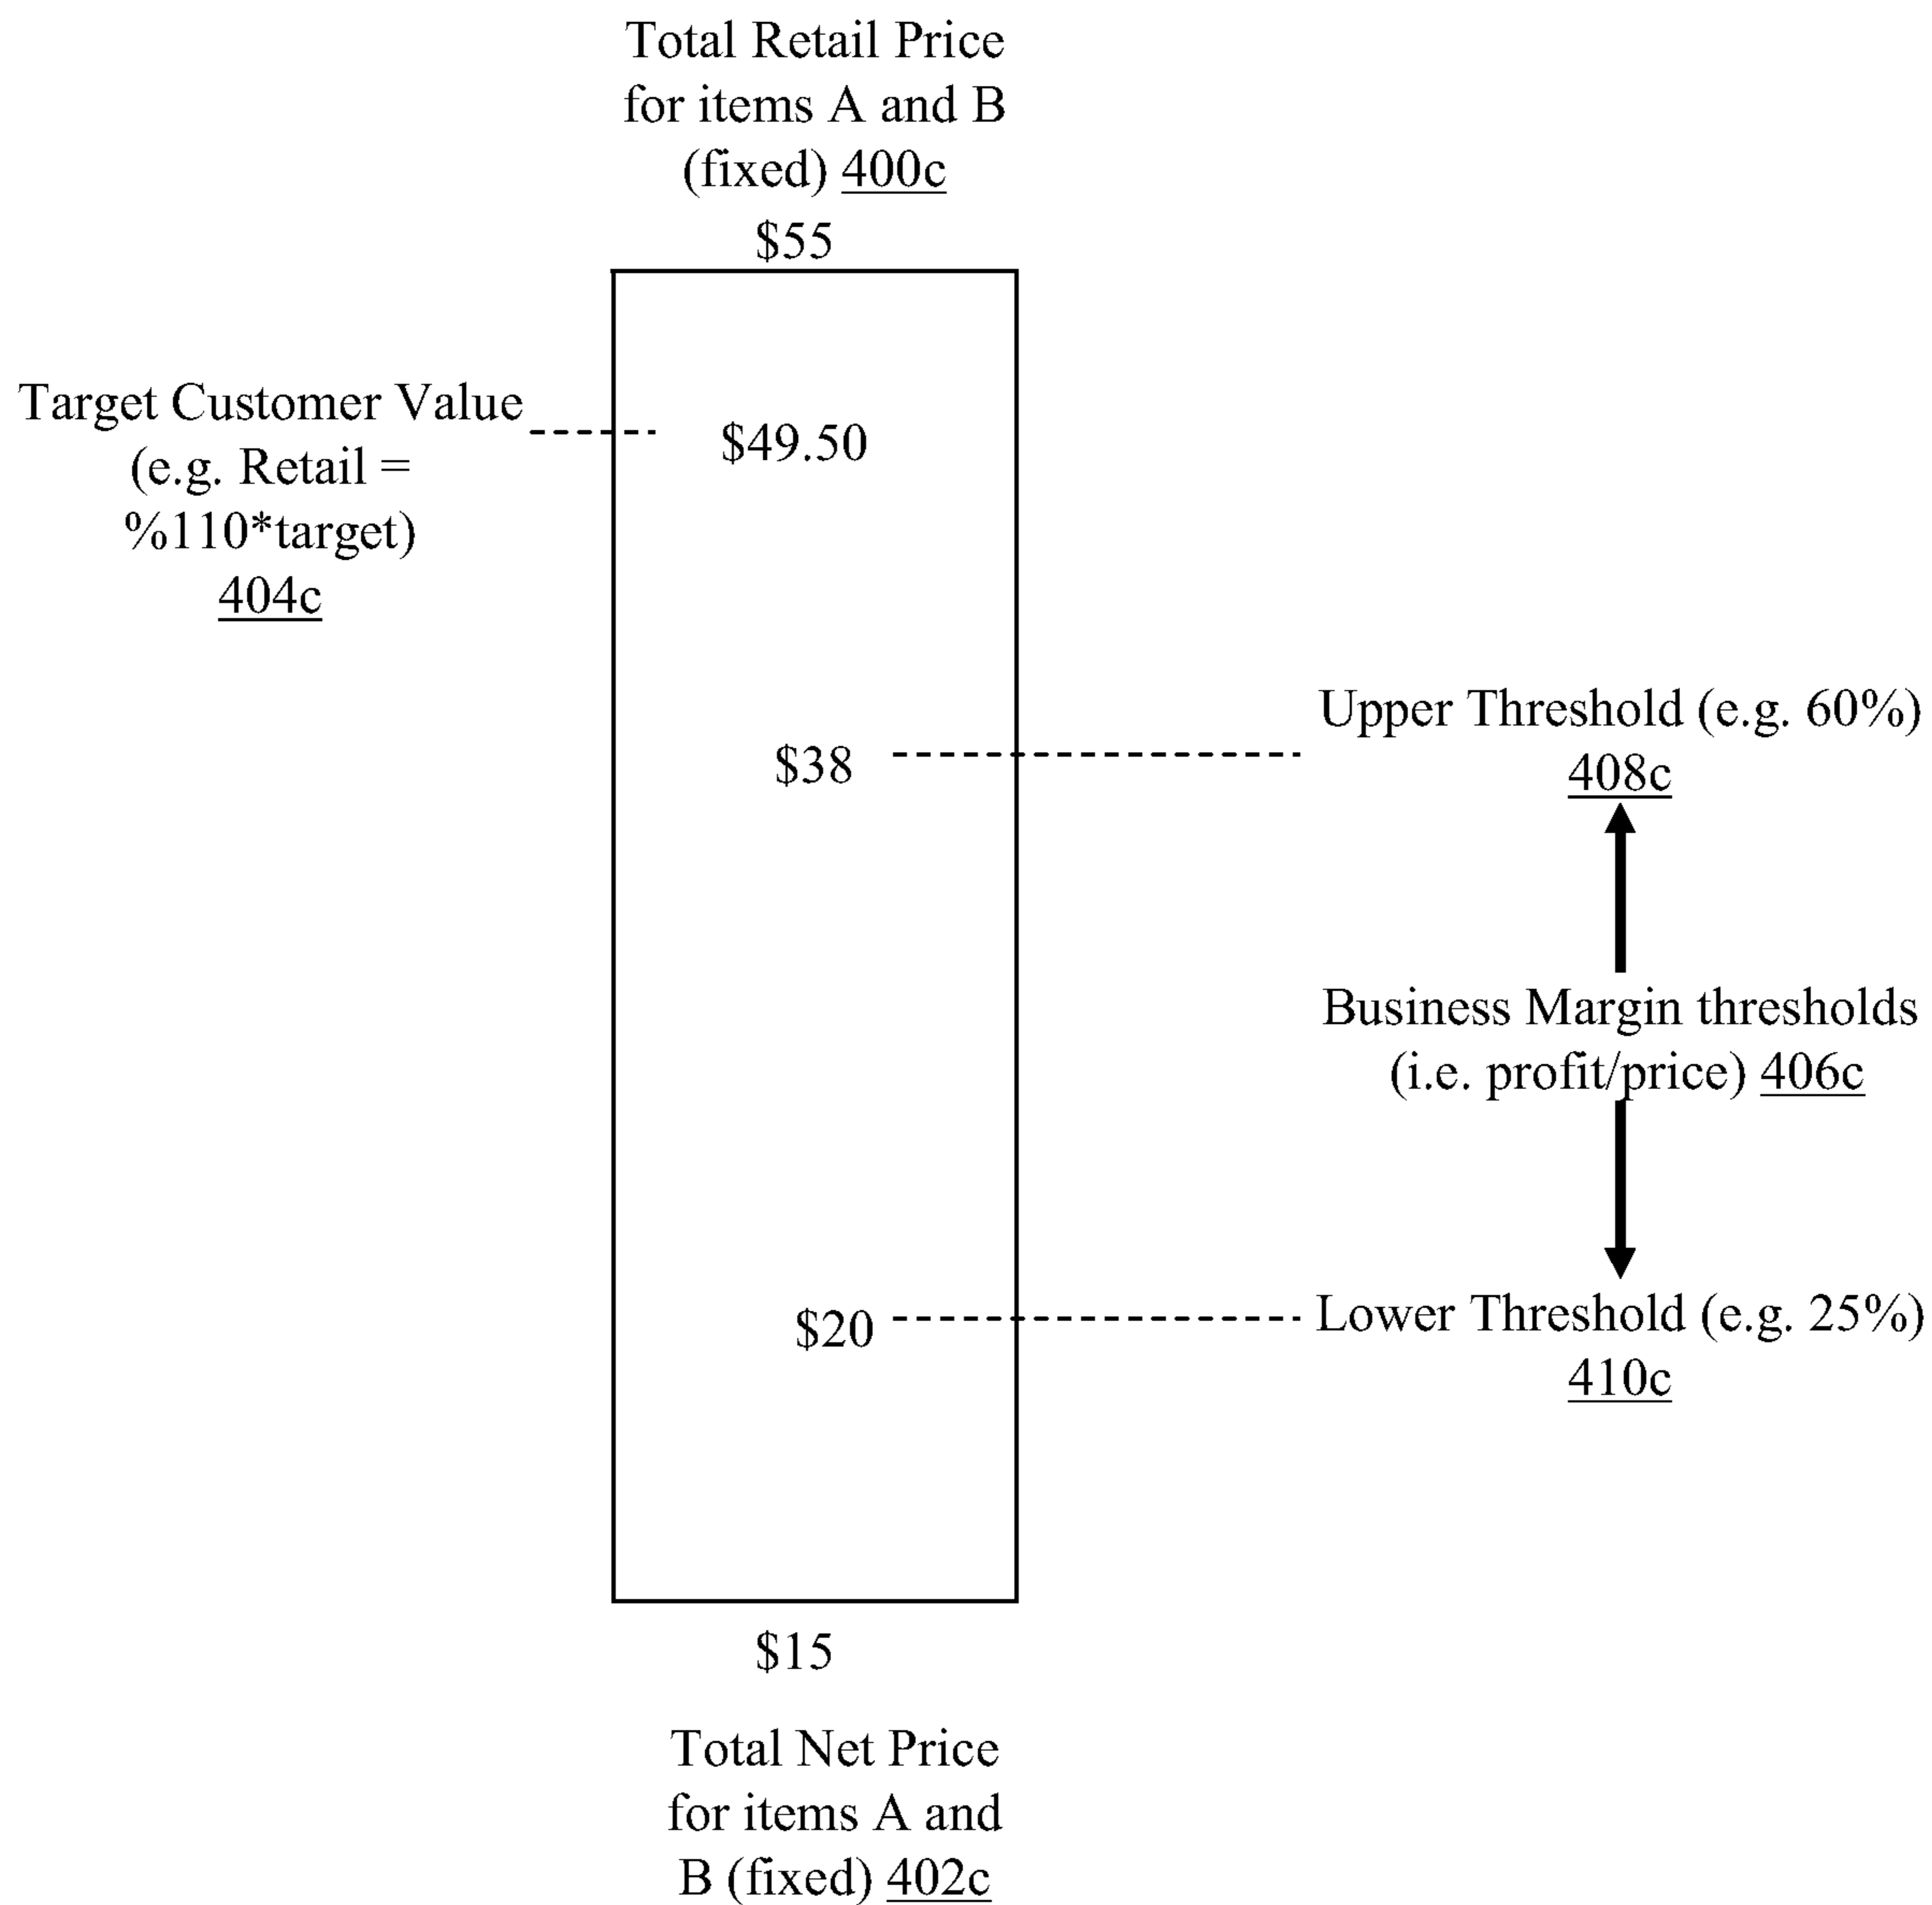 Total Retail Price
for items A and B
(fixed) 400c
$55
Target Customer Value
(e.g. Retail =
%110*target)
404c
$49.50
Upper Threshold (e.g. 60%)
408c
$38
Business Margin thresholds
(i.e. profit/price) 406c
$20
Lower Threshold (e.g. 25%)
410c
$15
Total Net Price
for items A and
B (fixed) 402c